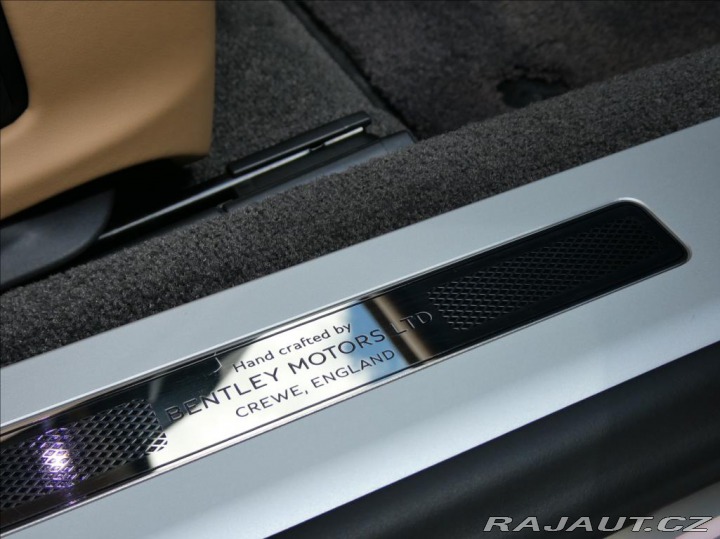 Hand crafted by
BENTLEY MOTORS LTD
CREWE, ENGLAND
RAJAUT.CZ